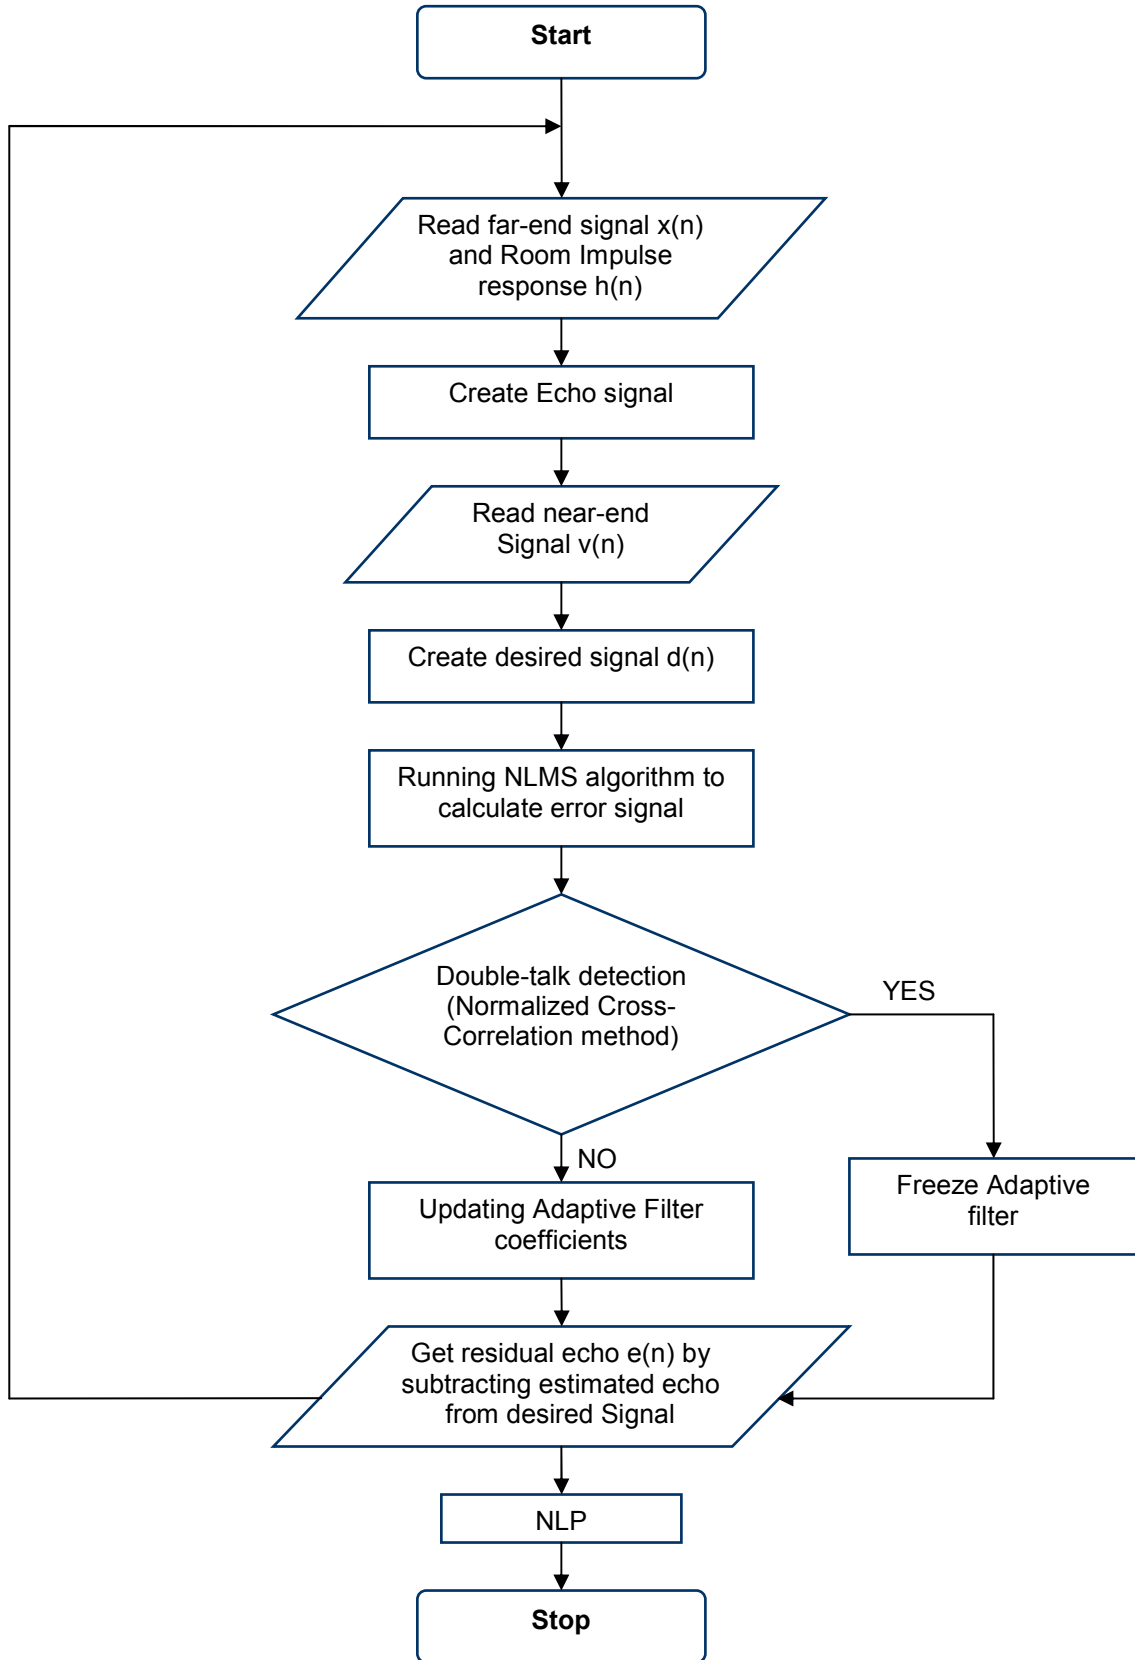 Start
Read far-end signal x(n)
and Room Impulse
response h(n)
Create Echo signal
Read near-end
Signal v(n)
Create desired signal d(n)
Running NLMS algorithm to
calculate error signal
Double-talk detection
(Normalized Cross-
Correlation method)
YES
NO
Updating Adaptive Filter
coefficients
Freeze Adaptive
filter
Get residual echo e(n) by
subtracting estimated echo
from desired Signal
NLP
Stop